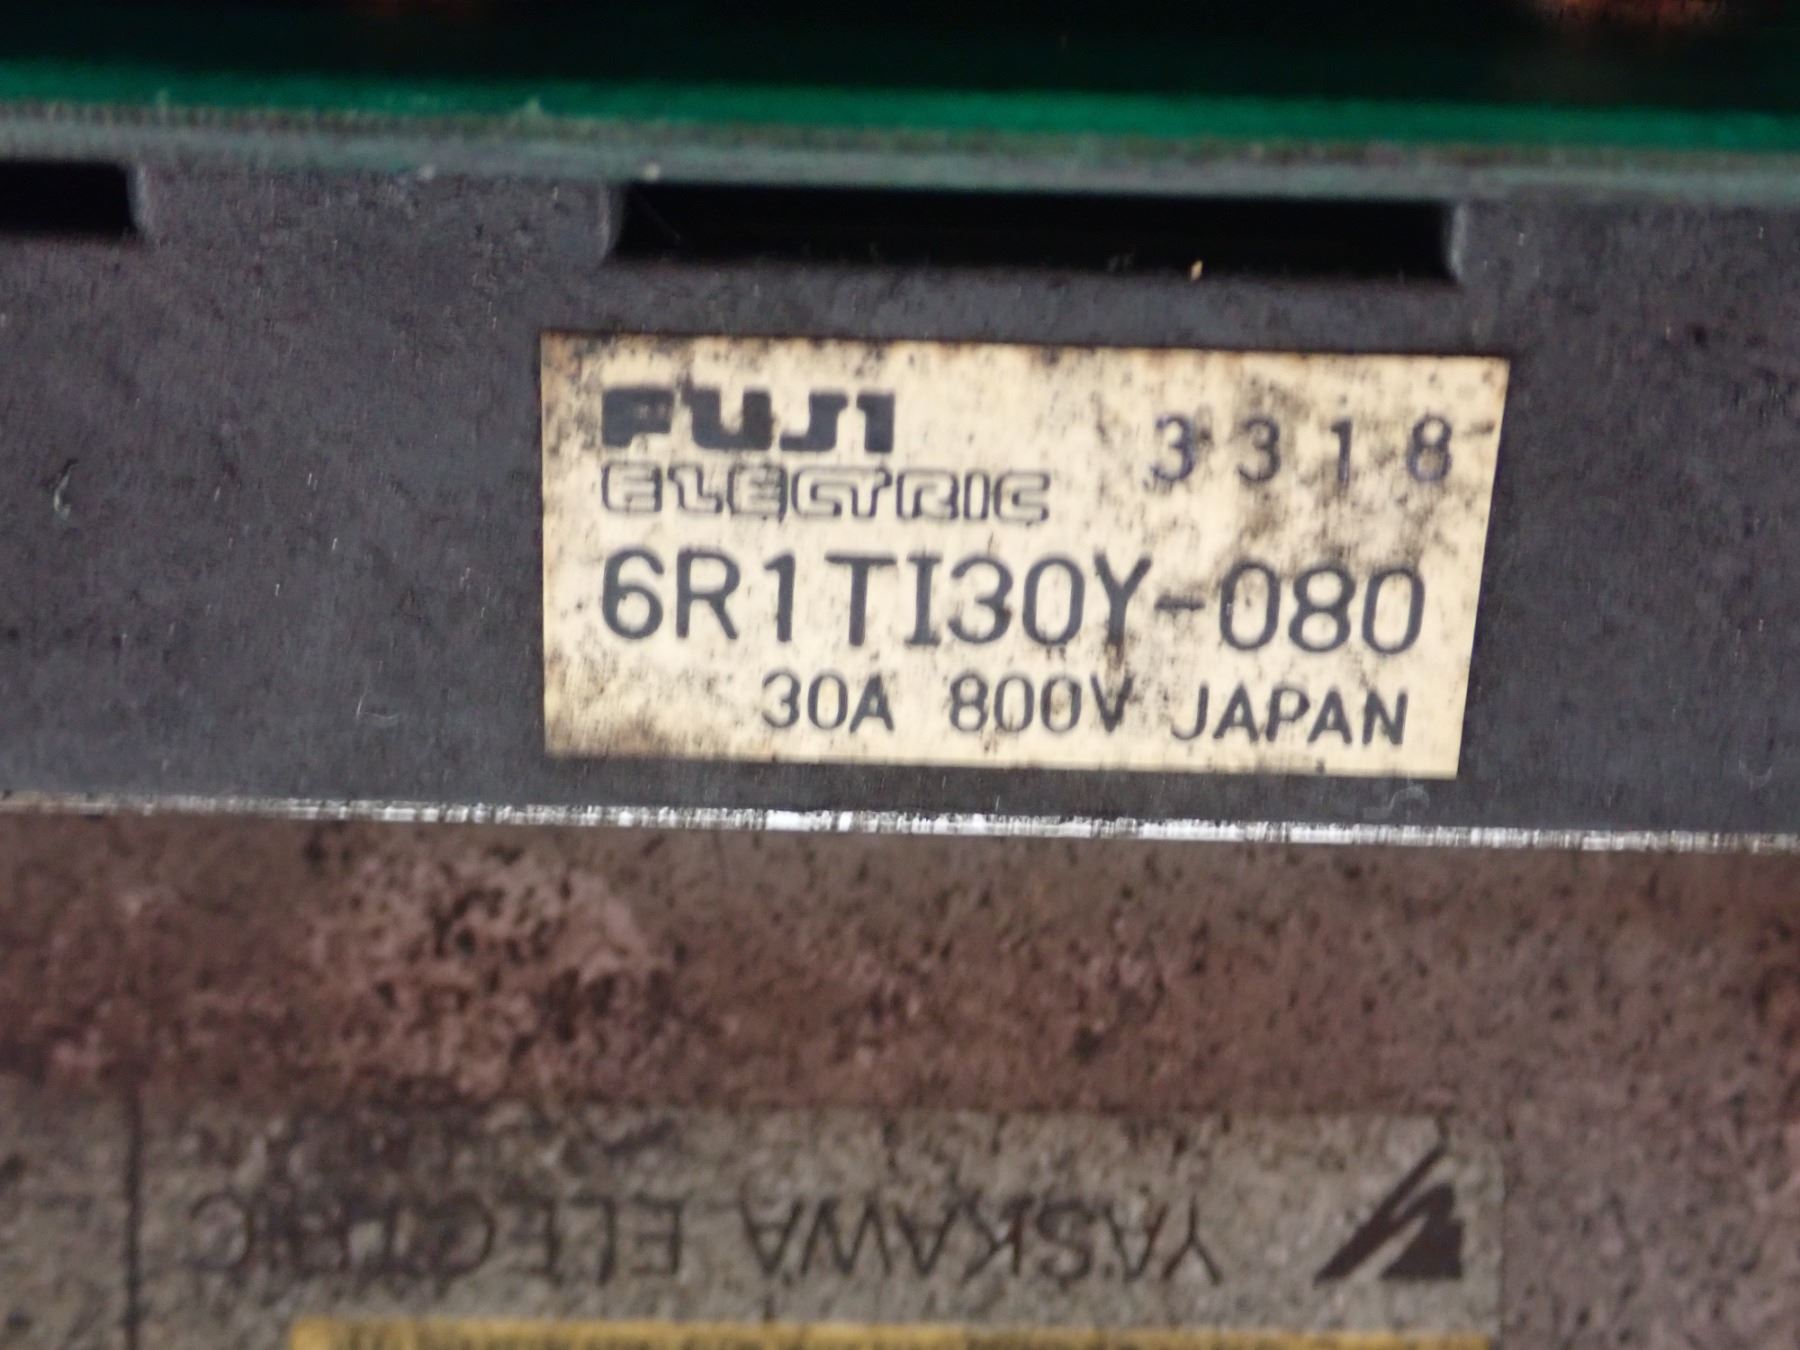 FUJI 3318
ELECTRIC
6R1TI30Y-080
30A 800V JAPAN
YASKAWA ELECTRIC